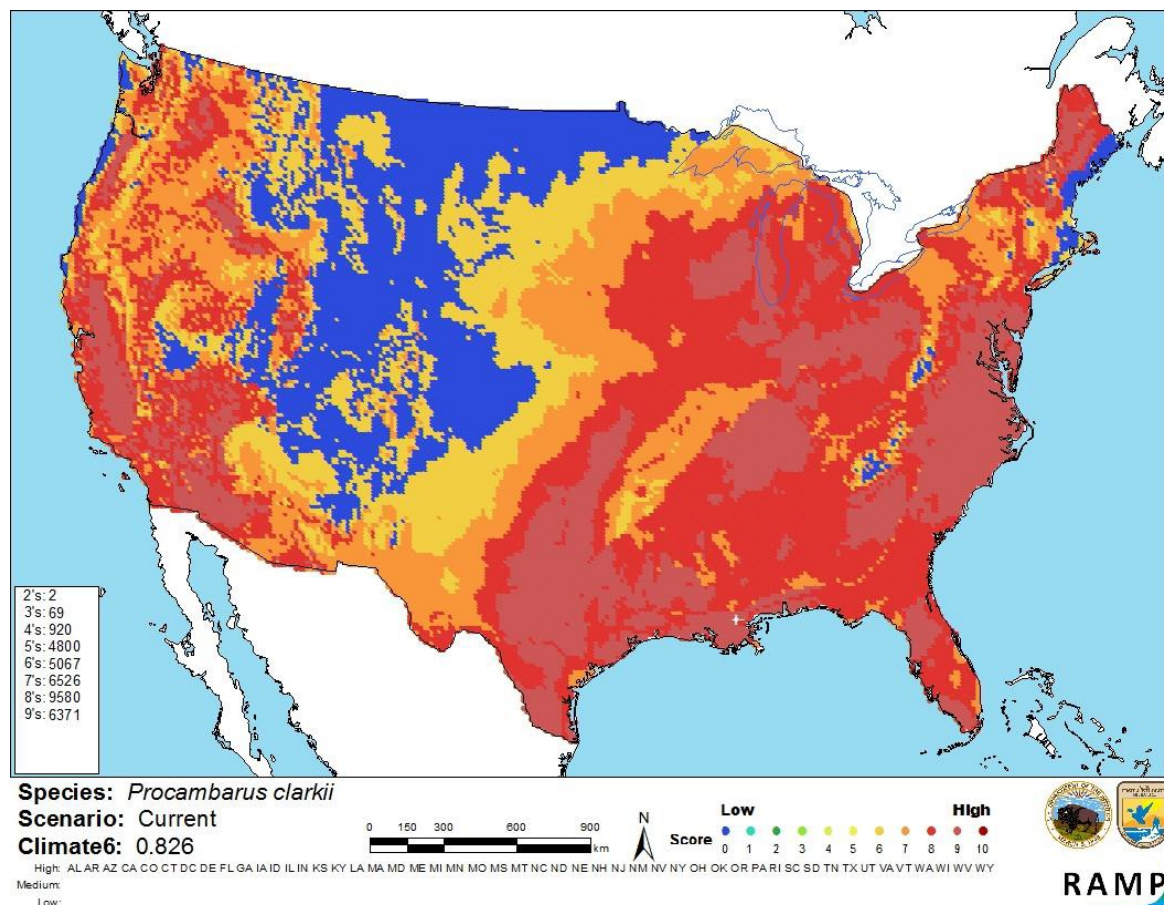 2's: 2
3's: 69
4's: 920
5's: 4800
6's: 5067
7's: 6526
8's: 9580
9's: 6371
Species: Procambarus clarkii
Scenario: Current
Climate6: 0.826
0 150 300 600 900
km
N
Low High
Score 0 1 2 3 4 5 6 7 8 9 10
High: AL AR AZ CA CO CT DC DE FL GA IA ID IL IN KS KY LA MA MD ME MI MN MO MS MT NC ND NE NH NJ NM NV NY OH OK OR PA RI SC SD TN TX UT VA VT WA WI WV WY
Medium:
Low:
RAMP